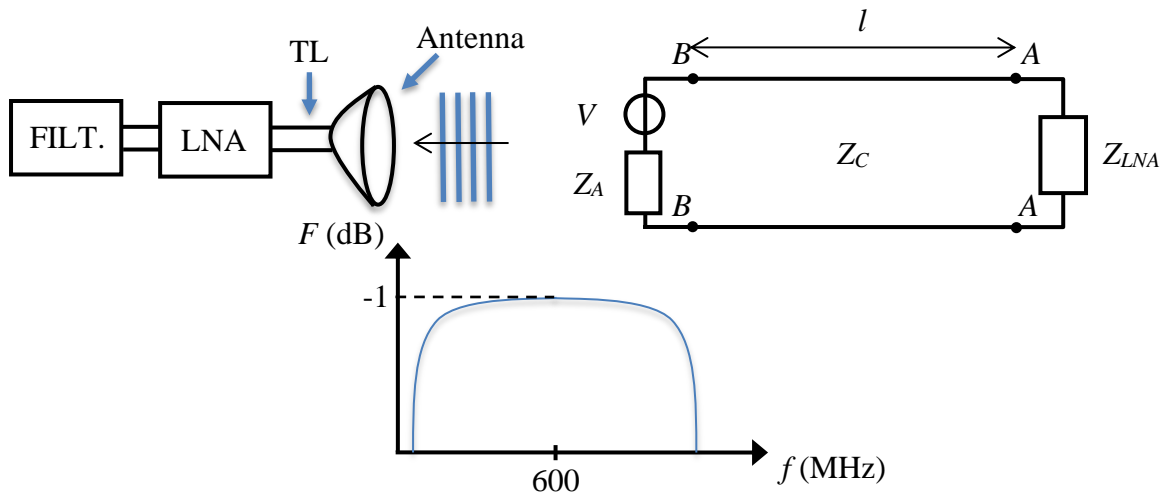 TL
Antenna
FILT.
LNA
l
B
A
V
Z_A
Z_C
Z_LNA
B
A
F (dB)
-1
600
f (MHz)